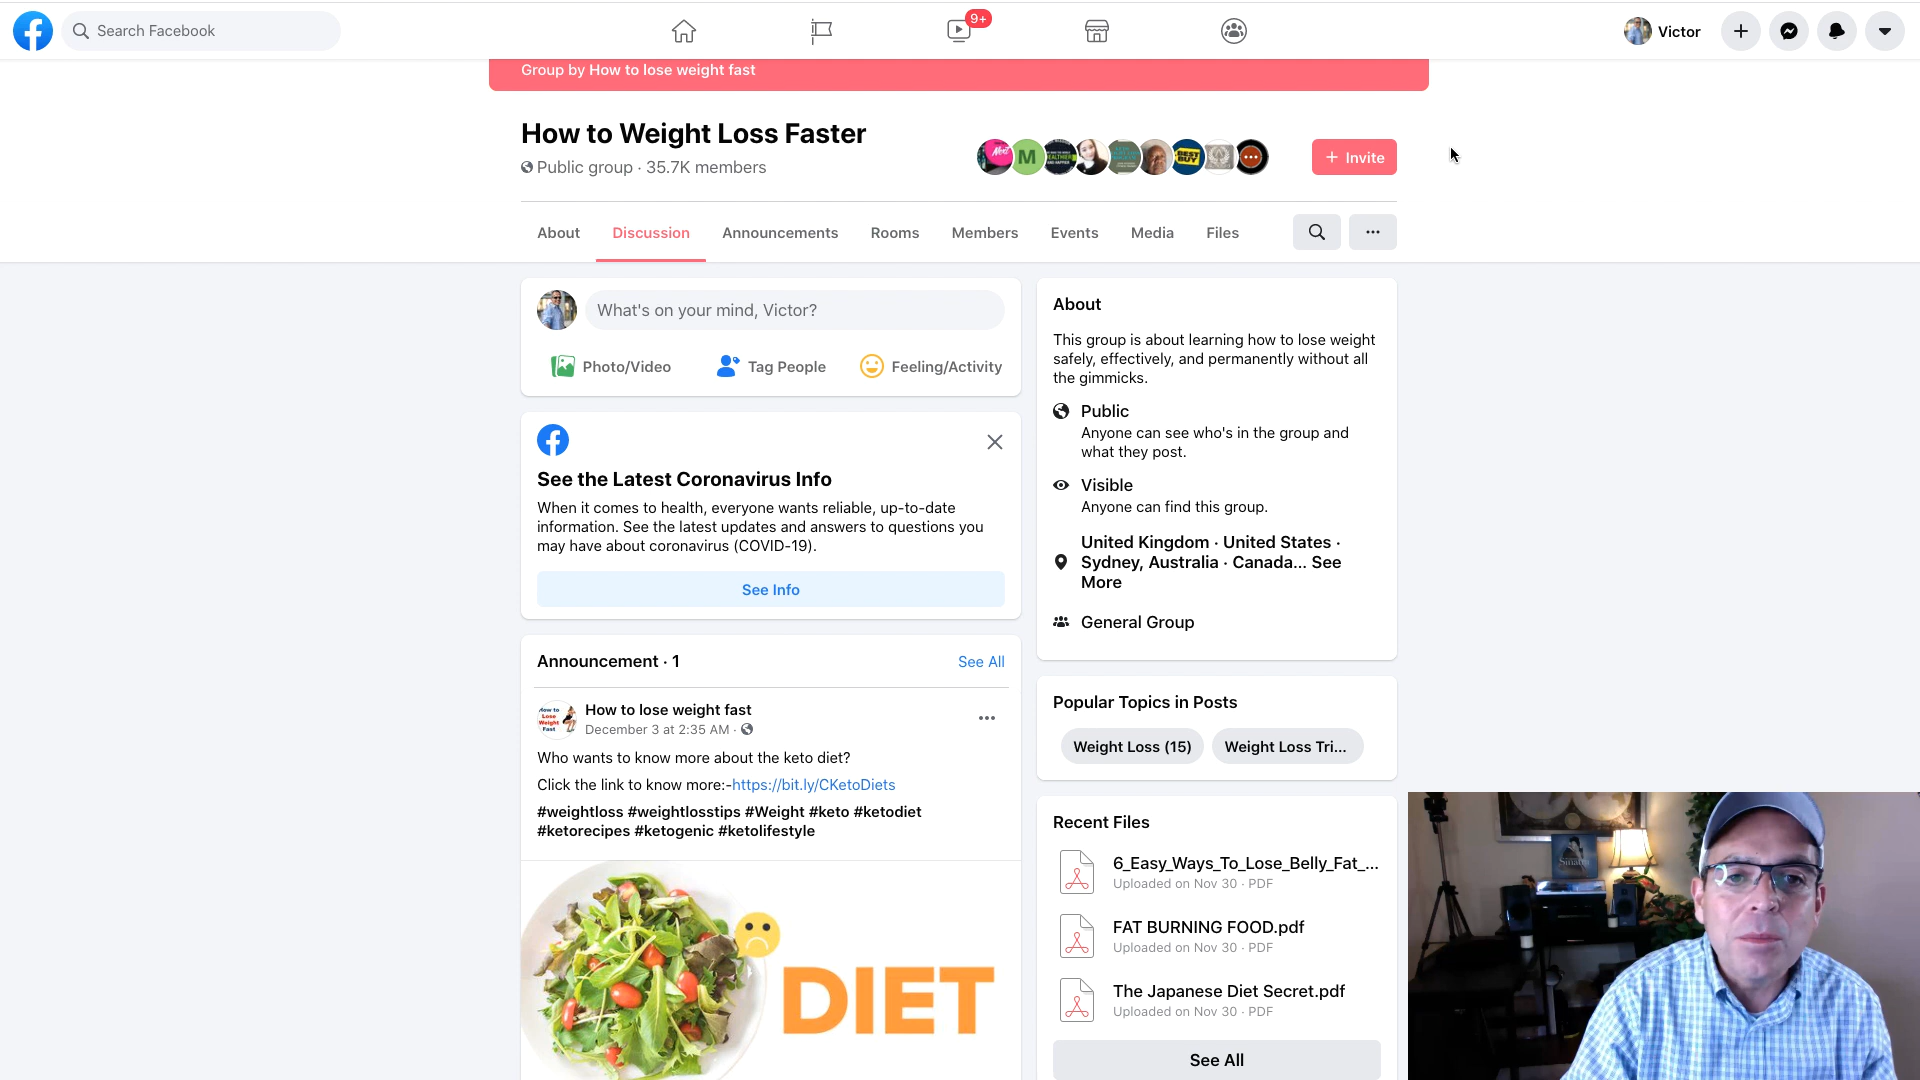 Search Facebook
9+
Victor
Group by How to lose weight fast
How to Weight Loss Faster
Public group · 35.7K members
M
BEST BUY
+ Invite
About
Discussion
Announcements
Rooms
Members
Events
Media
Files
What's on your mind, Victor?
Photo/Video
Tag People
Feeling/Activity
See the Latest Coronavirus Info
When it comes to health, everyone wants reliable, up-to-date
information. See the latest updates and answers to questions you
may have about coronavirus (COVID-19).
See Info
Announcement · 1
See All
How to
Lose
Weight
Fast
How to lose weight fast
December 3 at 2:35 AM ·
Who wants to know more about the keto diet?
Click the link to know more:-https://bit.ly/CKetoDiets
#weightloss #weightlosstips #Weight #keto #ketodiet
#ketorecipes #ketogenic #ketolifestyle
DIET
About
This group is about learning how to lose weight
safely, effectively, and permanently without all
the gimmicks.
Public
Anyone can see who's in the group and
what they post.
Visible
Anyone can find this group.
United Kingdom · United States ·
Sydney, Australia · Canada... See
More
General Group
Popular Topics in Posts
Weight Loss (15)
Weight Loss Tri...
Recent Files
6_Easy_Ways_To_Lose_Belly_Fat_...
Uploaded on Nov 30 · PDF
FAT BURNING FOOD.pdf
Uploaded on Nov 30 · PDF
The Japanese Diet Secret.pdf
Uploaded on Nov 30 · PDF
See All
Sinatra